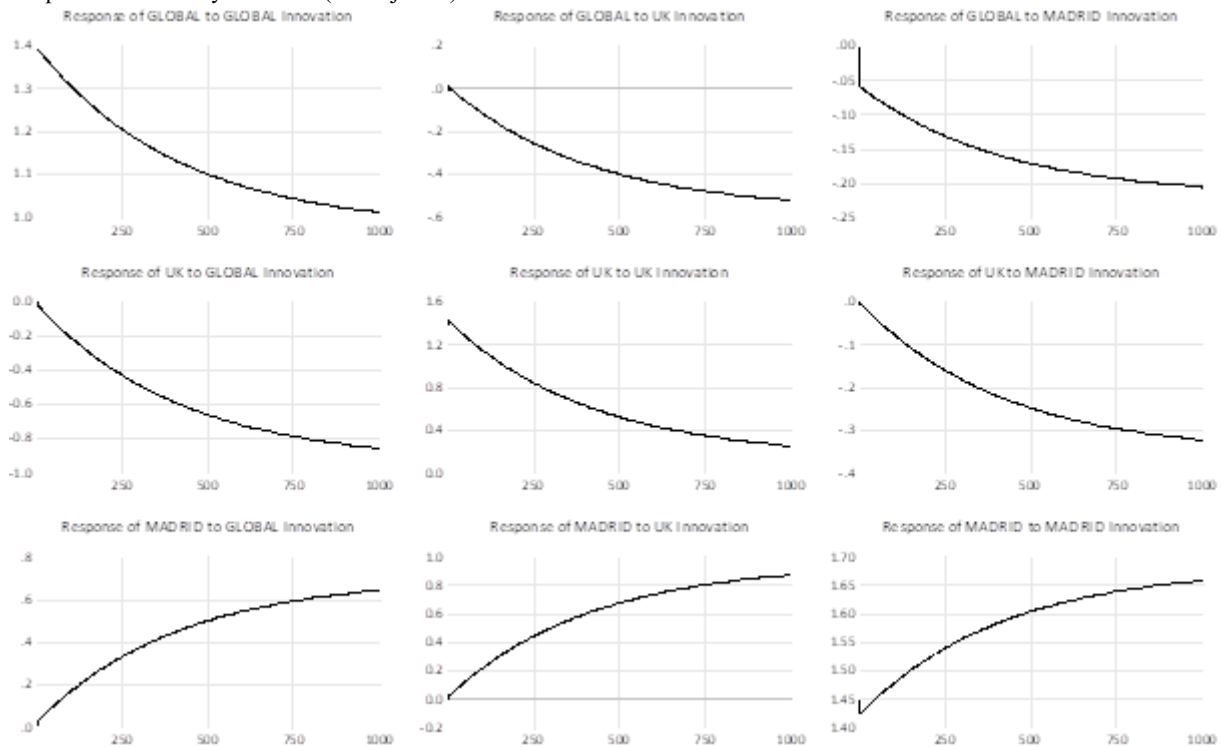 Response of GLOBAL to GLOBAL Innovation
Response of GLOBAL to UK Innovation
Response of GLOBAL to MADRID Innovation
1.4
1.3
1.2
1.1
1.0
250 500 750 1000
.2
.0
-.2
-.4
-.6
250 500 750 1000
.00
-.05
-.10
-.15
-.20
-.25
250 500 750 1000
Response of UK to GLOBAL Innovation
Response of UK to UK Innovation
Response of UK to MADRID Innovation
0.0
-0.2
-0.4
-0.6
-0.8
-1.0
250 500 750 1000
1.6
1.2
0.8
0.4
0.0
250 500 750 1000
.0
-.1
-.2
-.3
-.4
250 500 750 1000
Response of MADRID to GLOBAL Innovation
Response of MADRID to UK Innovation
Response of MADRID to MADRID Innovation
.8
.6
.4
.2
.0
250 500 750 1000
1.0
0.8
0.6
0.4
0.2
0.0
-0.2
250 500 750 1000
1.70
1.65
1.60
1.55
1.50
1.45
1.40
250 500 750 1000